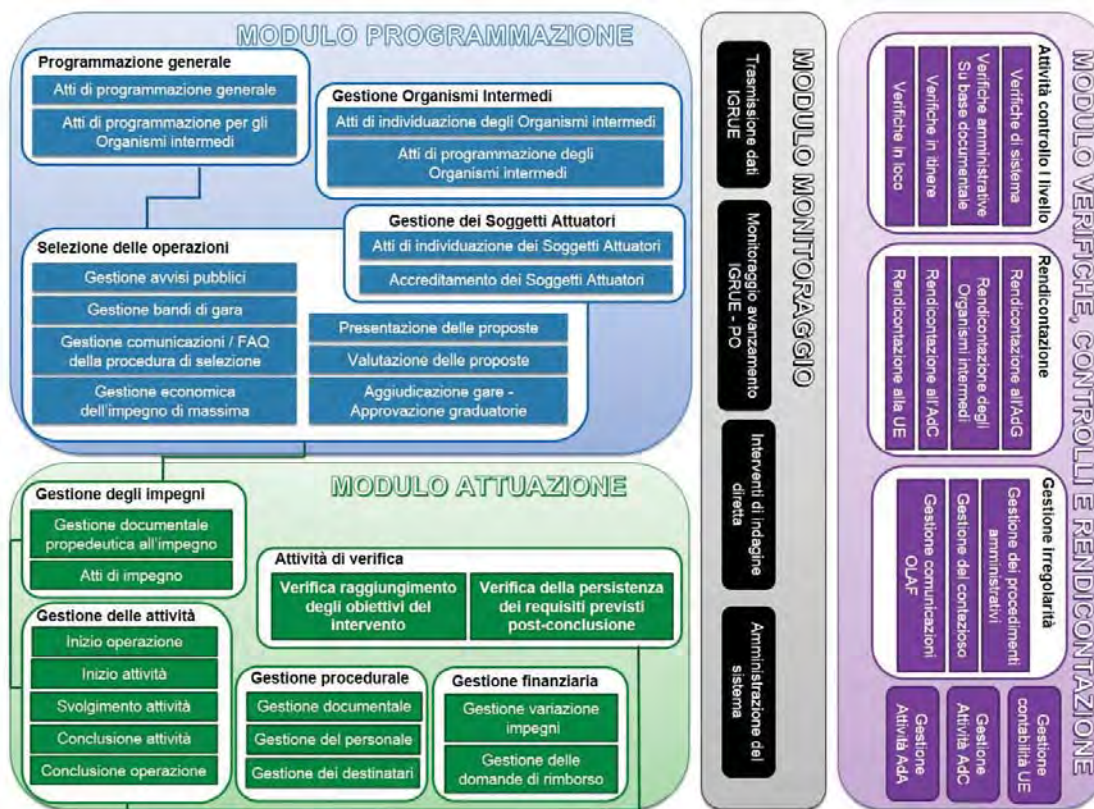 MODULO PROGRAMMAZIONE
Programmazione generale
Atti di programmazione generale
Atti di programmazione per gli
Organismi intermedi
Gestione Organismi Intermedi
Atti di individuazione degli Organismi intermedi
Atti di programmazione degli
Organismi intermedi
Gestione dei Soggetti Attuatori
Atti di individuazione dei Soggetti Attuatori
Accreditamento dei Soggetti Attuatori
Selezione delle operazioni
Gestione avvisi pubblici
Gestione bandi di gara
Gestione comunicazioni / FAQ
della procedura di selezione
Gestione economica
dell'impegno di massima
Presentazione delle proposte
Valutazione delle proposte
Aggiudicazione gare -
Approvazione graduatorie
MODULO ATTUAZIONE
Gestione degli impegni
Gestione documentale
propedeutica all'impegno
Atti di impegno
Attività di verifica
Verifica raggiungimento
degli obiettivi del
intervento
Verifica della persistenza
dei requisiti previsti
post-conclusione
Gestione delle attività
Inizio operazione
Inizio attività
Svolgimento attività
Conclusione attività
Conclusione operazione
Gestione procedurale
Gestione documentale
Gestione del personale
Gestione dei destinatari
Gestione finanziaria
Gestione variazione
impegni
Gestione delle
domande di rimborso
MODULO MONITORAGGIO
Trasmissione dati
IGRUE
Monitoraggio avanzamento
IGRUE - PO
Interventi di indagine
diretta
Amministrazione del
sistema
MODULO VERIFICHE, CONTROLLI E RENDICONTAZIONE
Attività controllo I livello
Verifiche di sistema
Verifiche amministrative
Su base documentale
Verifiche in itinere
Verifiche in loco
Rendicontazione
Rendicontazione all'AdG
Rendicontazione degli
Organismi intermedi
Rendicontazione all'AdC
Rendicontazione alla UE
Gestione irregolarità
Gestione dei procedimenti
amministrativi
Gestione del contezioso
Gestione comunicazioni
OLAF
Gestione
contabilità UE
Gestione
Attività AdC
Gestione
Attività AdA